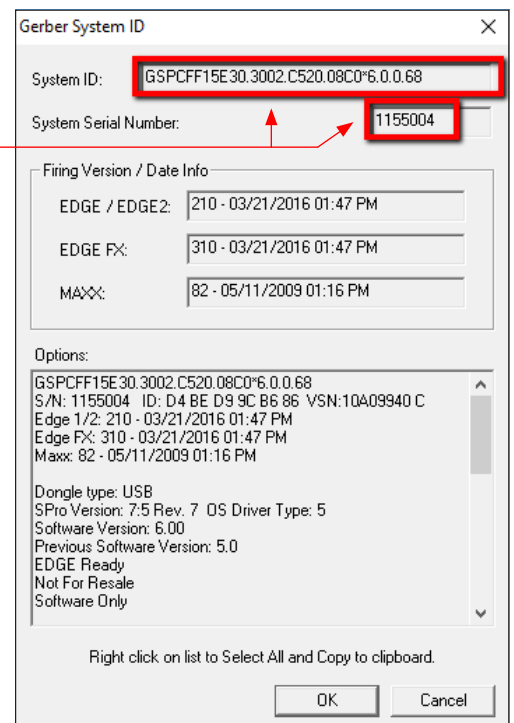 Gerber System ID
System ID: GSPCFF15E30.3002.C520.08C0*6.0.0.68
System Serial Number: 1155004
Firing Version / Date Info
EDGE / EDGE2: 210 - 03/21/2016 01:47 PM
EDGE FX: 310 - 03/21/2016 01:47 PM
MAXX: 82 - 05/11/2009 01:16 PM
Options:
GSPCFF15E30.3002.C520.08C0*6.0.0.68
S/N: 1155004 ID: D4 BE D9 9C B6 86 VSN:10A09940 C
Edge 1/2: 210 - 03/21/2016 01:47 PM
Edge FX: 310 - 03/21/2016 01:47 PM
Maxx: 82 - 05/11/2009 01:16 PM
Dongle type: USB
SPro Version: 7:5 Rev. 7 OS Driver Type: 5
Software Version: 6.00
Previous Software Version: 5.0
EDGE Ready
Not For Resale
Software Only
Right click on list to Select All and Copy to clipboard.
OK Cancel